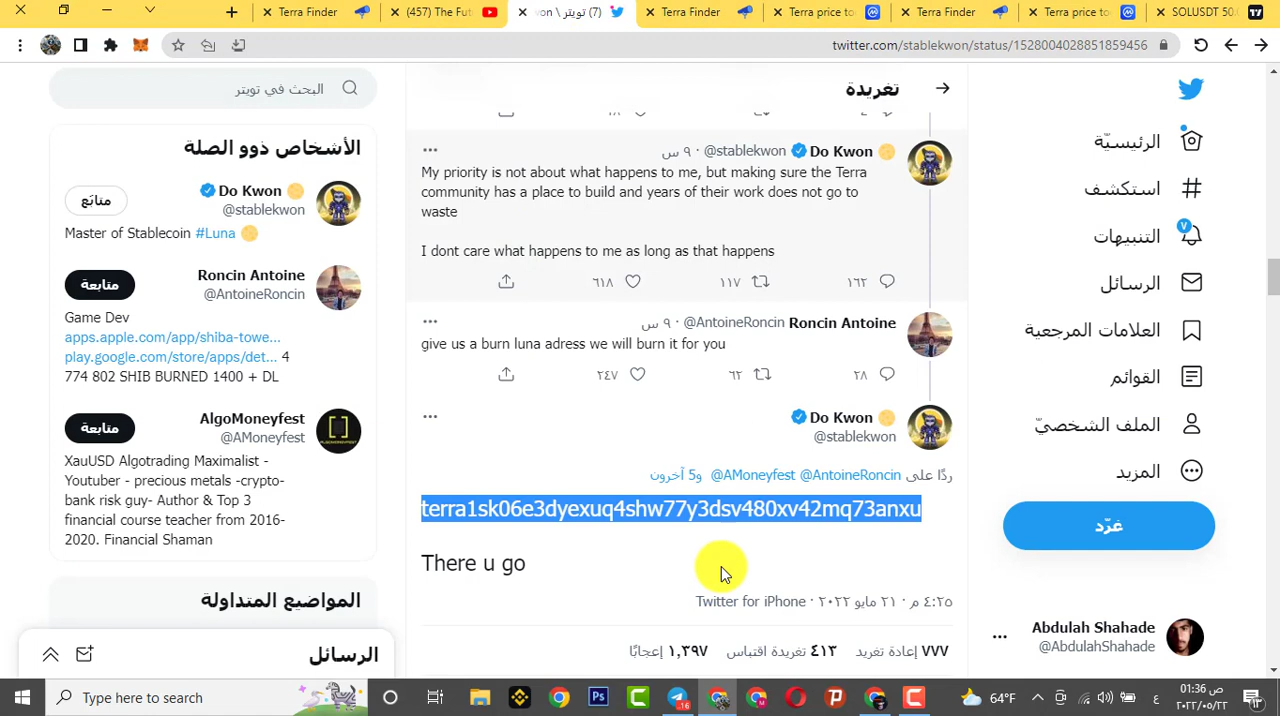 Terra Finder
(457) The Fu
(7) تويتر \ won
Terra Finder
Terra price to
Terra Finder
Terra price to
SOLUSDT 50.
twitter.com/stablekwon/status/1528004028851859456
البحث في تويتر
الأشخاص ذوو الصلة
Do Kwon
@stablekwon
متابَع
Master of Stablecoin #Luna
Roncin Antoine
@AntoineRoncin
متابعة
Game Dev
apps.apple.com/app/shiba-towe...
play.google.com/store/apps/det... 4
774 802 SHIB BURNED 1400 + DL
AlgoMoneyfest
@AMoneyfest
متابعة
XauUSD Algotrading Maximalist -
Youtuber - precious metals -crypto-
bank risk guy- Author & Top 3
financial course teacher from 2016-
2020. Financial Shaman
المواضيع المتداولة
الرسائل
تغريدة
Do Kwon @stablekwon · ٩ س
My priority is not about what happens to me, but making sure the Terra
community has a place to build and years of their work does not go to
waste
I dont care what happens to me as long as that happens
١٦٢ ١١٧ ٦١٨
Roncin Antoine @AntoineRoncin · ٩ س
give us a burn luna adress we will burn it for you
٢٨ ٦٢ ٢٤٧
Do Kwon
@stablekwon
ردًا على @AntoineRoncin @AMoneyfest و5 آخرون
terra1sk06e3dyexuq4shw77y3dsv480xv42mq73anxu
There u go
٤:٢٥ م · ٢١ مايو ٢٠٢٢ · Twitter for iPhone
٧٧٧ إعادة تغريد ٤١٣ تغريدة اقتباس ١,٣٩٧ إعجابًا
الرئيسيّة
استكشف
التنبيهات
الرسائل
العلامات المرجعية
القوائم
الملف الشخصيّ
المزيد
غرّد
Abdulah Shahade
@AbdulahShahade
Type here to search
16
64°F
ع
01:36 ص
٢٠٢٢/٠٥/٢٢